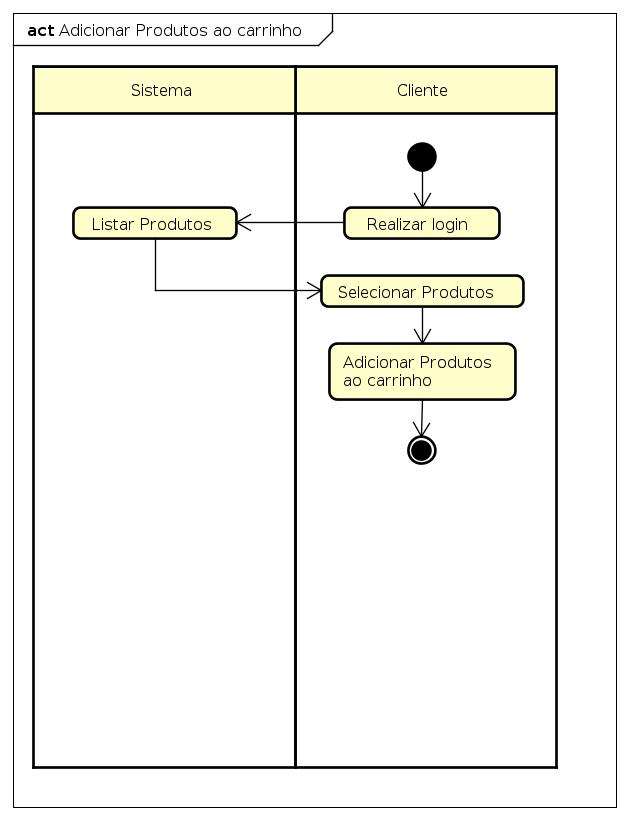 act Adicionar Produtos ao carrinho
Sistema
Cliente
Listar Produtos
Realizar login
Selecionar Produtos
Adicionar Produtos
ao carrinho